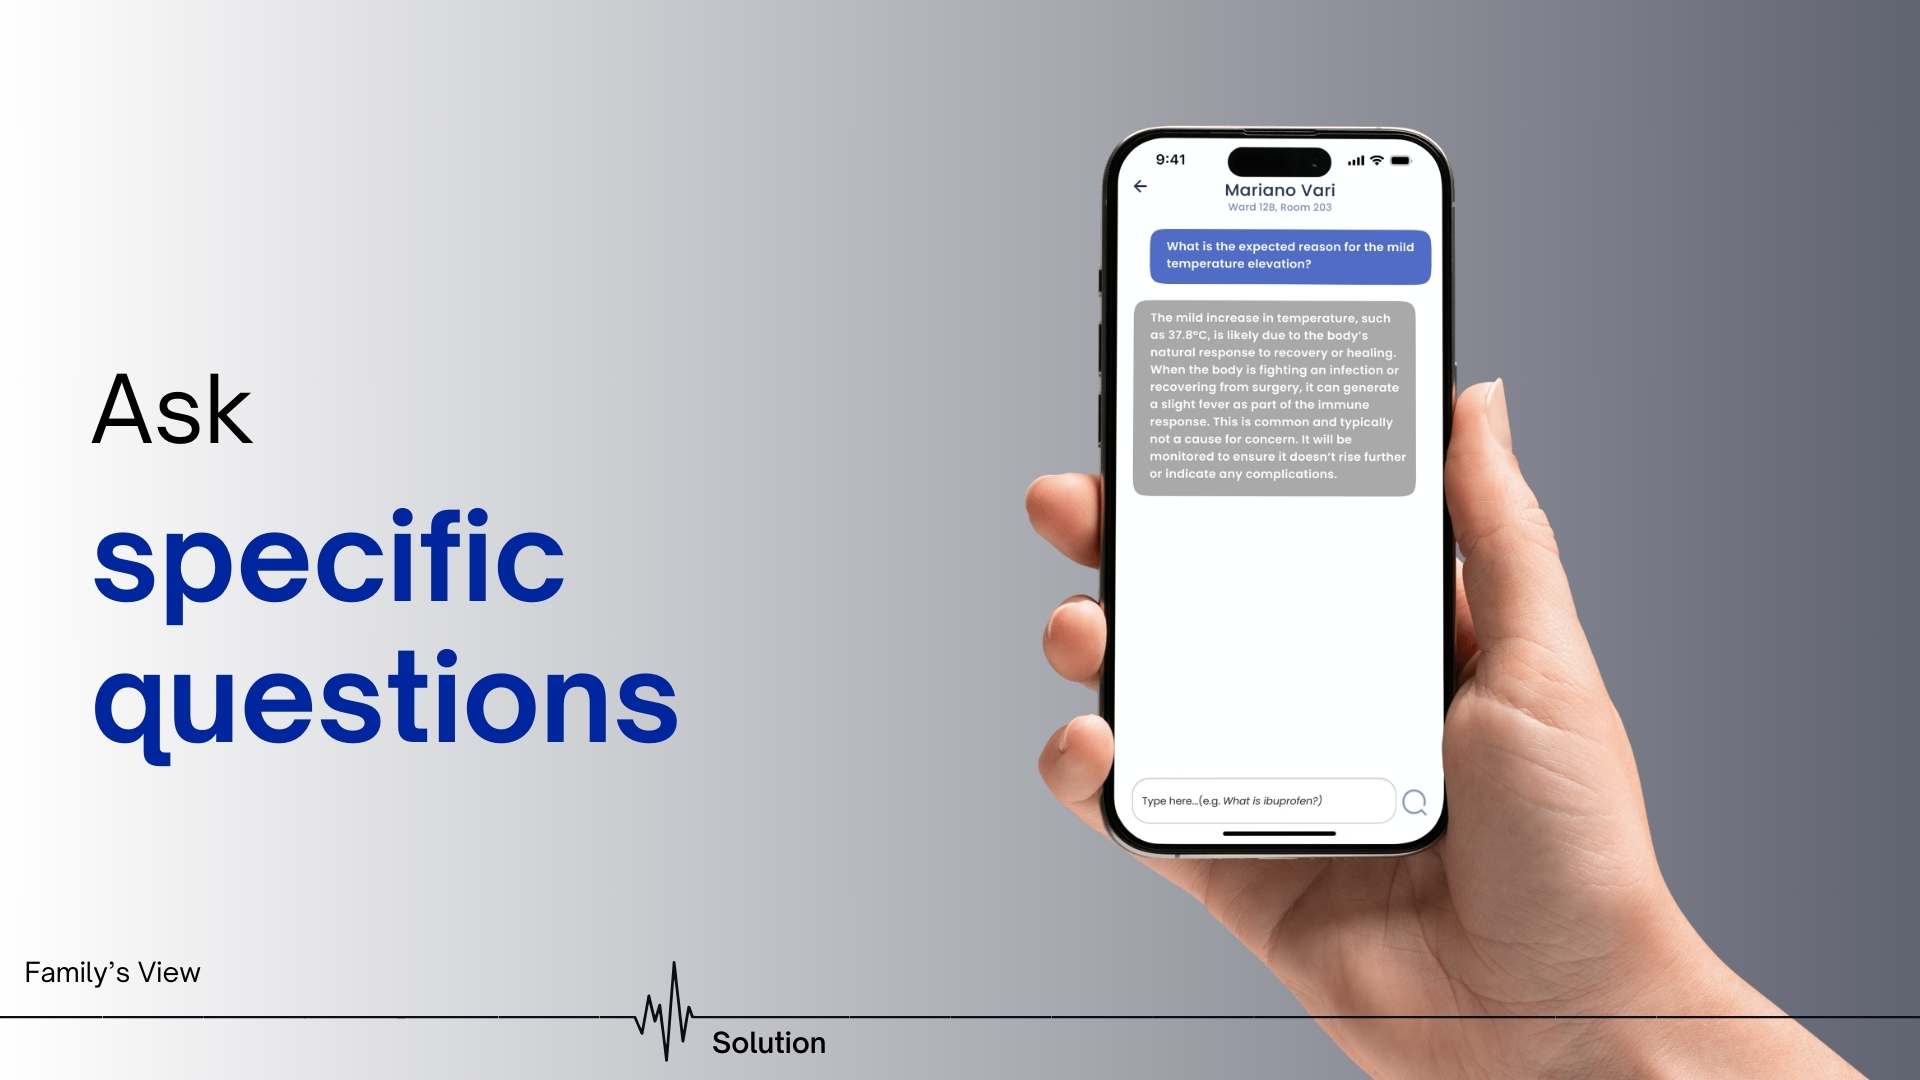 Ask
specific
questions
9:41
Mariano Vari
Ward 12B, Room 203
What is the expected reason for the mild
temperature elevation?
The mild increase in temperature, such
as 37.8°C, is likely due to the body's
natural response to recovery or healing.
When the body is fighting an infection or
recovering from surgery, it can generate
a slight fever as part of the immune
response. This is common and typically
not a cause for concern. It will be
monitored to ensure it doesn't rise further
or indicate any complications.
Type here...(e.g. What is ibuprofen?)
Family's View
Solution